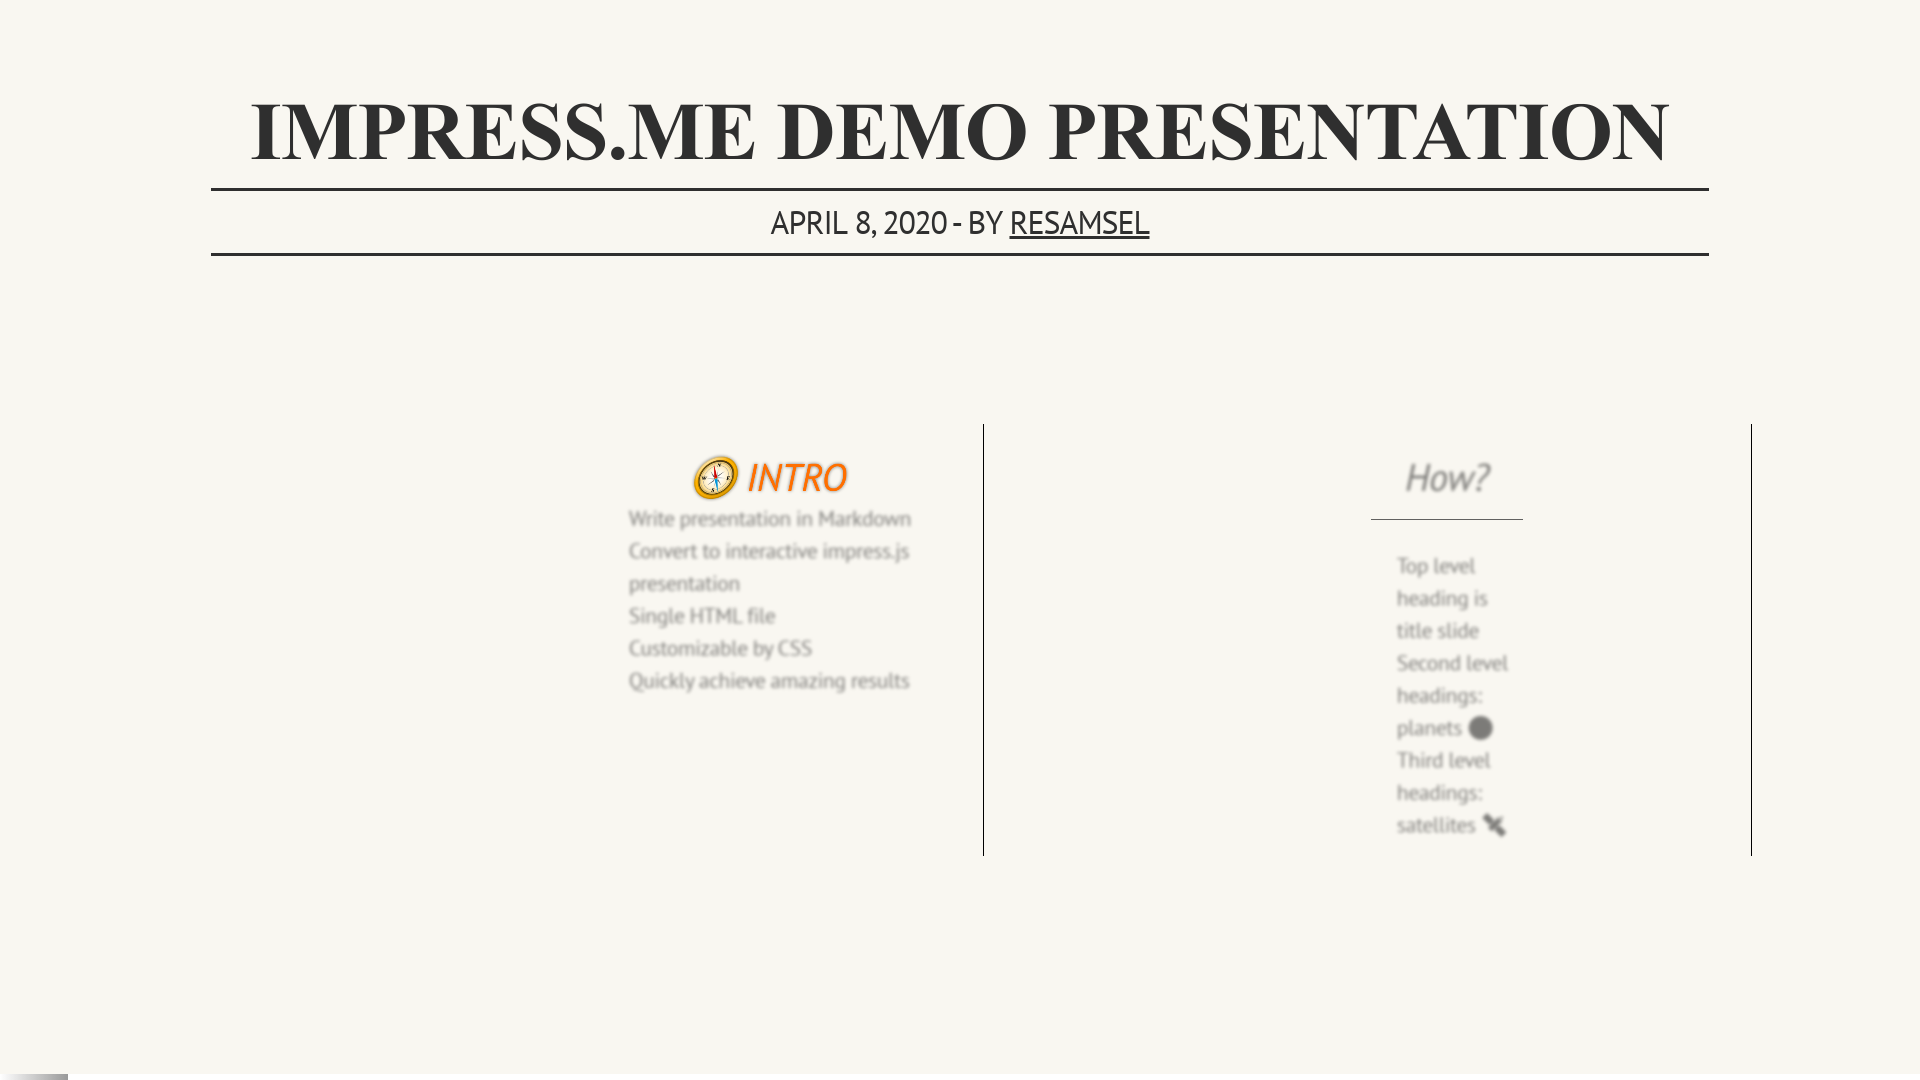 IMPRESS.ME DEMO PRESENTATION
APRIL 8, 2020 - BY RESAMSEL
INTRO
Write presentation in Markdown
Convert to interactive impress.js
presentation
Single HTML file
Customizable by CSS
Quickly achieve amazing results
How?
Top level
heading is
title slide
Second level
headings:
planets
Third level
headings:
satellites